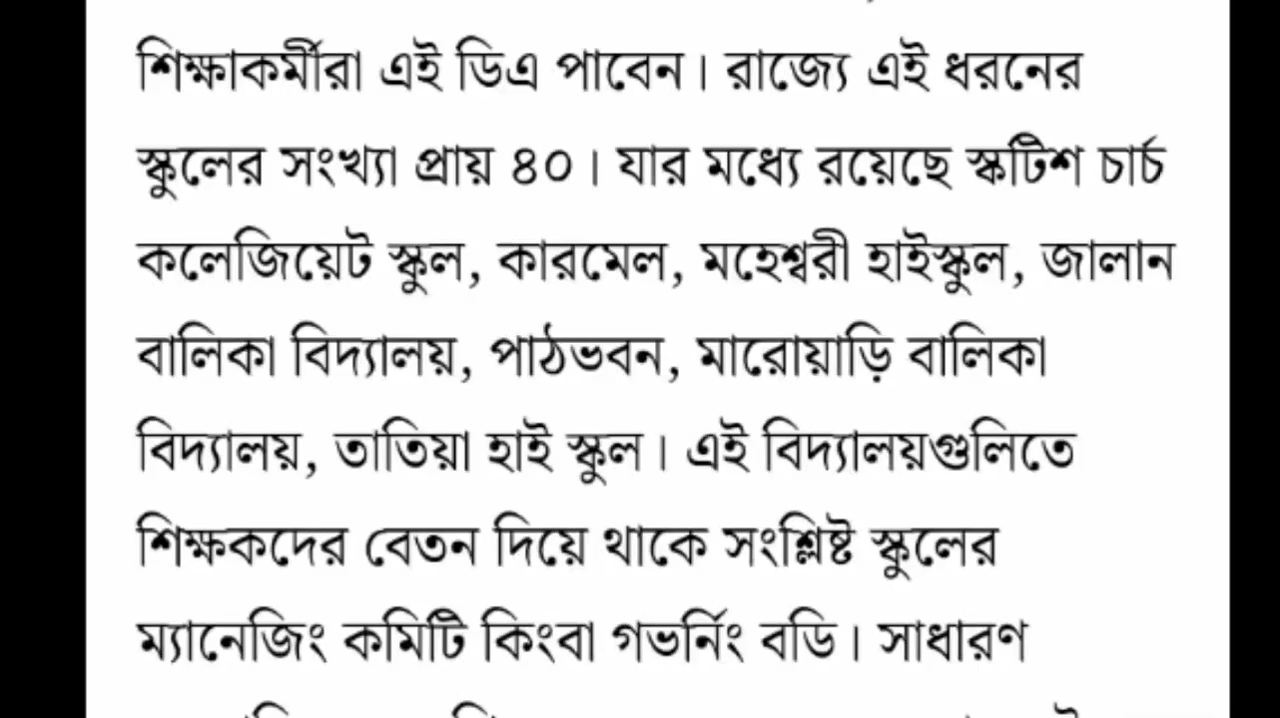 শিক্ষাকর্মীরা এই ডিএ পাবেন। রাজ্যে এই ধরনের
স্কুলের সংখ্যা প্রায় ৪০। যার মধ্যে রয়েছে স্কটিশ চার্চ
কলেজিয়েট স্কুল, কারমেল, মহেশ্বরী হাইস্কুল, জালান
বালিকা বিদ্যালয়, পাঠভবন, মারোয়াড়ি বালিকা
বিদ্যালয়, তাতিয়া হাই স্কুল। এই বিদ্যালয়গুলিতে
শিক্ষকদের বেতন দিয়ে থাকে সংশ্লিষ্ট স্কুলের
ম্যানেজিং কমিটি কিংবা গভর্নিং বডি। সাধারণ